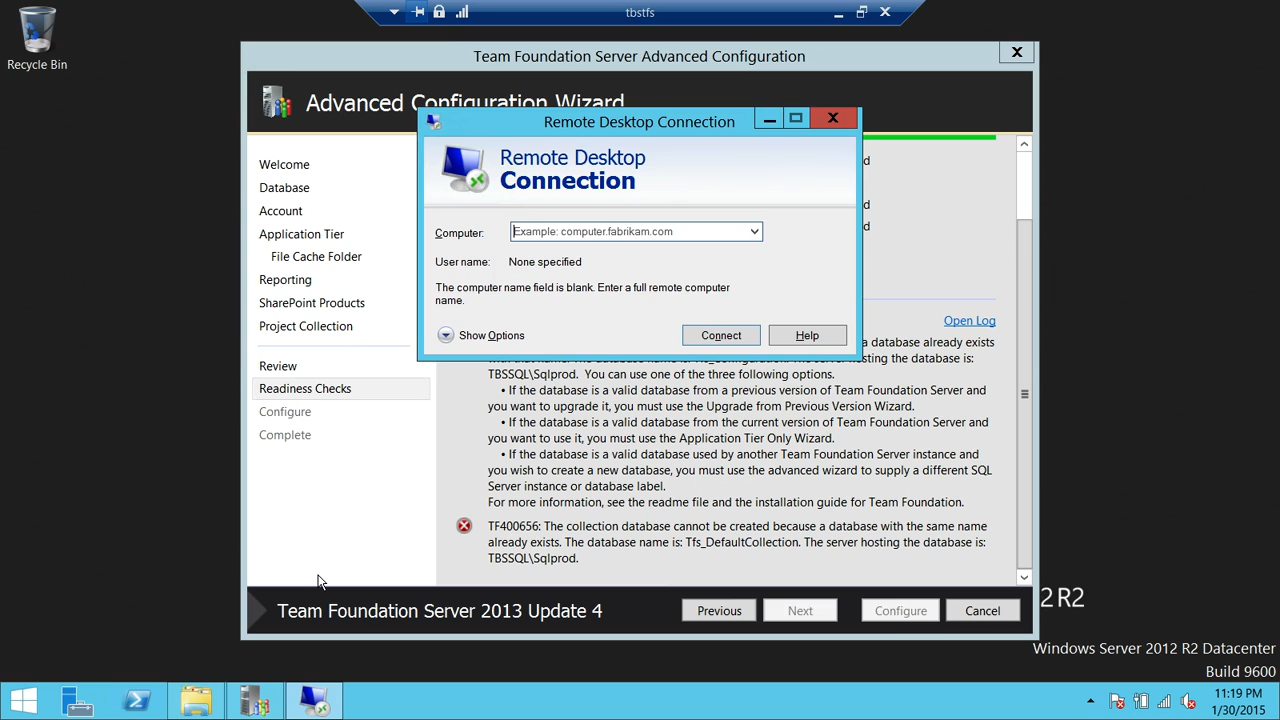 tbstfs
Recycle Bin
Team Foundation Server Advanced Configuration
X
Advanced Configuration Wizard
Remote Desktop Connection
Remote Desktop
Connection
Computer:
Example: computer.fabrikam.com
User name:
None specified
The computer name field is blank. Enter a full remote computer
name.
Show Options
Connect
Help
Welcome
Database
Account
Application Tier
File Cache Folder
Reporting
SharePoint Products
Project Collection
Review
Readiness Checks
Configure
Complete
Open Log
a database already exists
TBSSQL\Sqlprod. You can use one of the three following options.
• If the database is a valid database from a previous version of Team Foundation Server and
you want to upgrade it, you must use the Upgrade from Previous Version Wizard.
• If the database is a valid database from the current version of Team Foundation Server and
you want to use it, you must use the Application Tier Only Wizard.
• If the database is a valid database used by another Team Foundation Server instance and
you wish to create a new database, you must use the advanced wizard to supply a different SQL
Server instance or database label.
For more information, see the readme file and the installation guide for Team Foundation.
TF400656: The collection database cannot be created because a database with the same name
already exists. The database name is: Tfs_DefaultCollection. The server hosting the database is:
TBSSQL\Sqlprod.
Team Foundation Server 2013 Update 4
Previous
Next
Configure
Cancel
2 R2
Windows Server 2012 R2 Datacenter
Build 9600
11:19 PM
1/30/2015